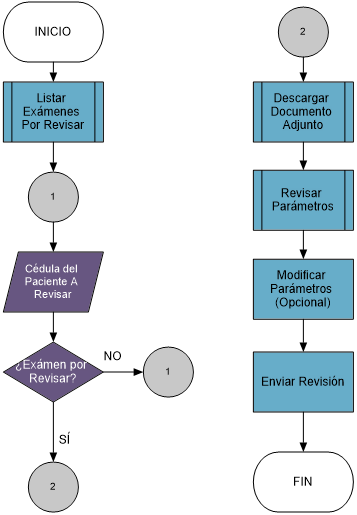 INICIO
Listar
Exámenes
Por Revisar
1
Cédula del
Paciente A
Revisar
¿Exámen por
Revisar?
NO
1
SÍ
2
2
Descargar
Documento
Adjunto
Revisar
Parámetros
Modificar
Parámetros
(Opcional)
Enviar Revisión
FIN